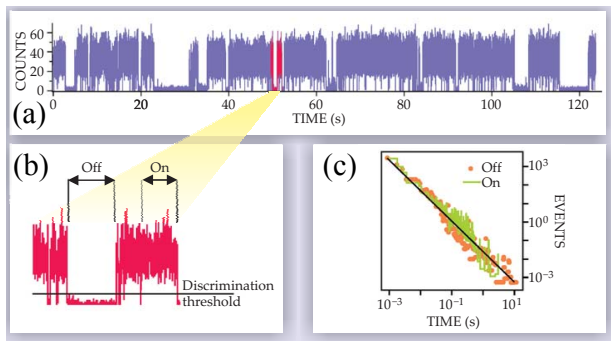 COUNTS
60
40
20
0
0 20 40 60 80 100 120
TIME (s)
(a)
(b)
Off On
Discrimination
threshold
(c)
Off
On
10³
10⁰
10⁻³
EVENTS
10⁻³ 10⁻¹ 10¹
TIME (s)